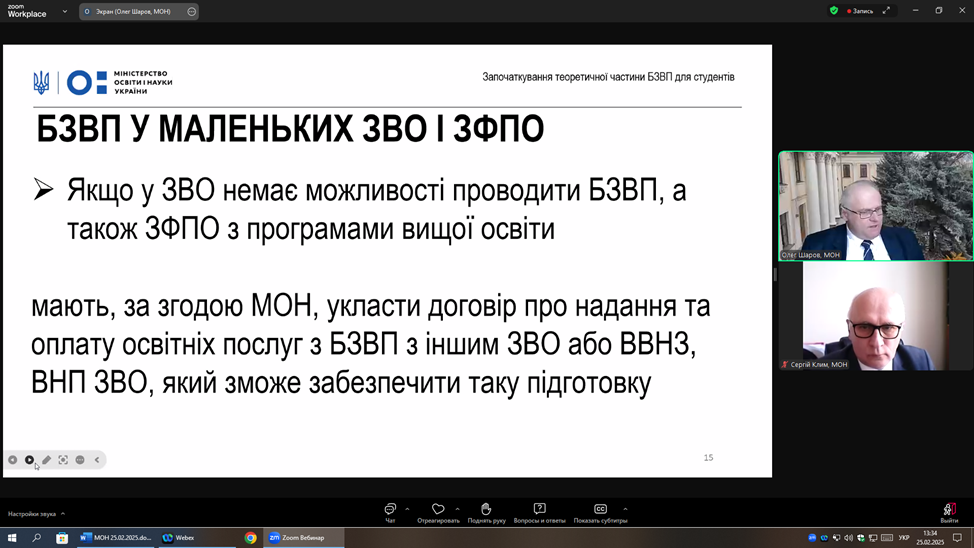 zoom
Workplace
О Экран (Олег Шаров, МОН)
Запись
МІНІСТЕРСТВО
ОСВІТИ І НАУКИ
УКРАЇНИ
Започаткування теоретичної частини БЗВП для студентів
БЗВП У МАЛЕНЬКИХ ЗВО І ЗФПО
Якщо у ЗВО немає можливості проводити БЗВП, а
також ЗФПО з програмами вищої освіти
мають, за згодою МОН, укласти договір про надання та
оплату освітніх послуг з БЗВП з іншим ЗВО або ВВНЗ,
ВНП ЗВО, який зможе забезпечити таку підготовку
15
Олег Шаров, МОН
Сергій Клим, МОН
Настройки звука
Чат
Отреагировать
Поднять руку
Вопросы и ответы
Показать субтитры
Выйти
МОН 25.02.2025.do...
Webex
Zoom Вебинар
УКР
13:34
25.02.2025